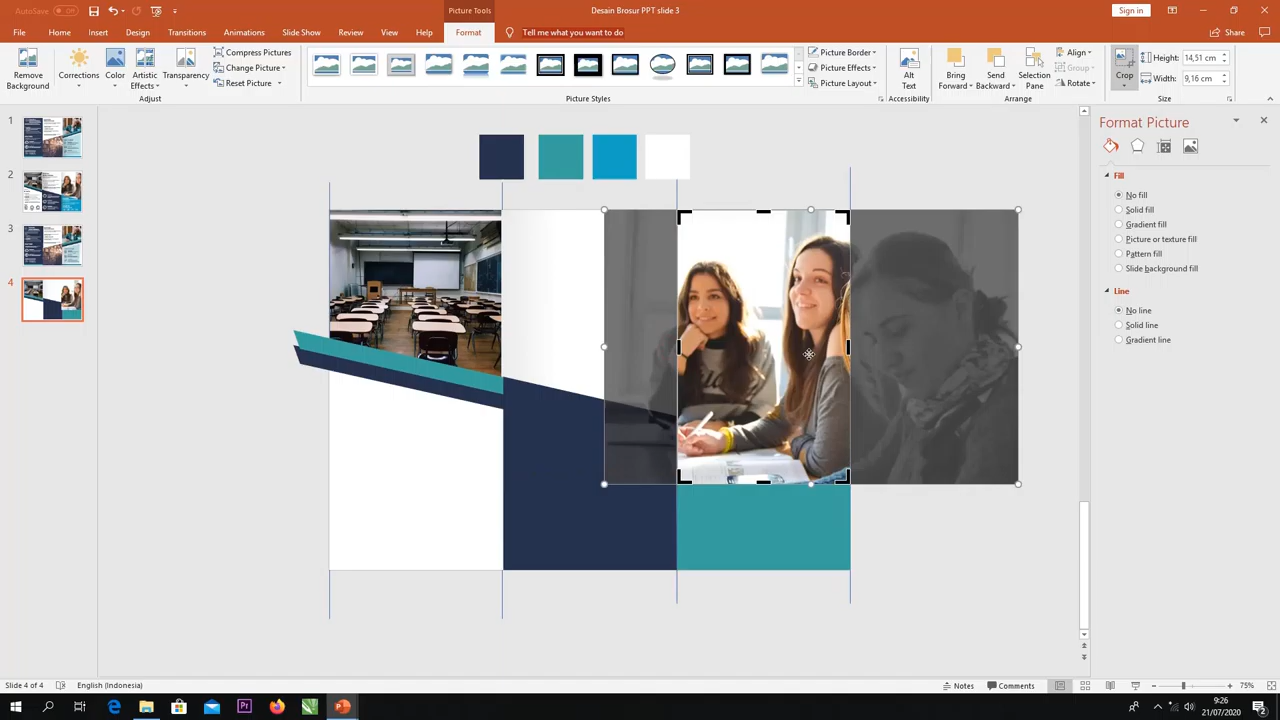 AutoSave Off
Picture Tools
Desain Brosur PPT slide 3
Sign in
File Home Insert Design Transitions Animations Slide Show Review View Help Format Tell me what you want to do Share
Remove Background
Corrections
Color
Artistic Effects
Transparency
Compress Pictures
Change Picture
Reset Picture
Adjust
Picture Styles
Picture Border
Picture Effects
Picture Layout
Alt Text
Accessibility
Bring Forward
Send Backward
Selection Pane
Align
Group
Rotate
Arrange
Crop
Height: 14,51 cm
Width: 9,16 cm
Size
1
2
3
4
Format Picture
Fill
No fill
Solid fill
Gradient fill
Picture or texture fill
Pattern fill
Slide background fill
Line
No line
Solid line
Gradient line
Slide 4 of 4 English (Indonesia) Notes Comments 75%
9:26
21/07/2020